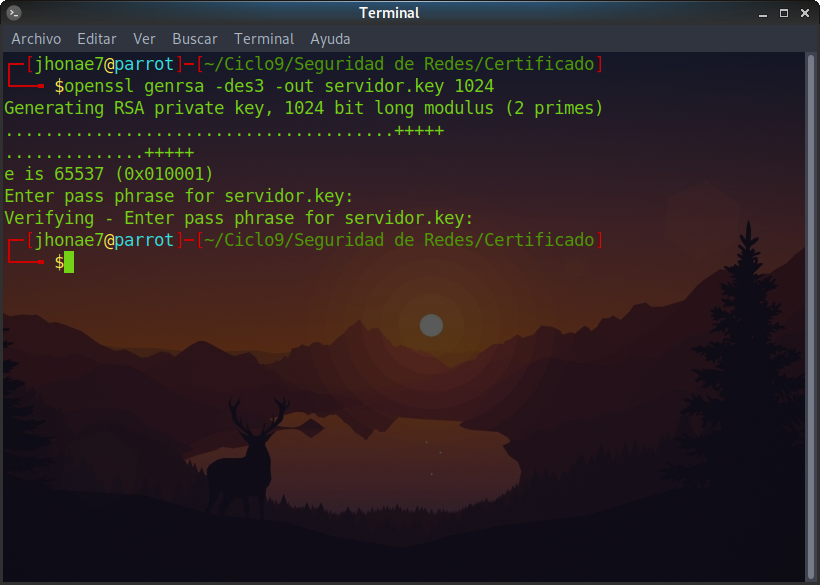 Terminal
Archivo Editar Ver Buscar Terminal Ayuda
┌─[jhonae7@parrot]─[~/Ciclo9/Seguridad de Redes/Certificado]
└──╼ $openssl genrsa -des3 -out servidor.key 1024
Generating RSA private key, 1024 bit long modulus (2 primes)
.......................................+++++
..............+++++
e is 65537 (0x010001)
Enter pass phrase for servidor.key:
Verifying - Enter pass phrase for servidor.key:
┌─[jhonae7@parrot]─[~/Ciclo9/Seguridad de Redes/Certificado]
└──╼ $